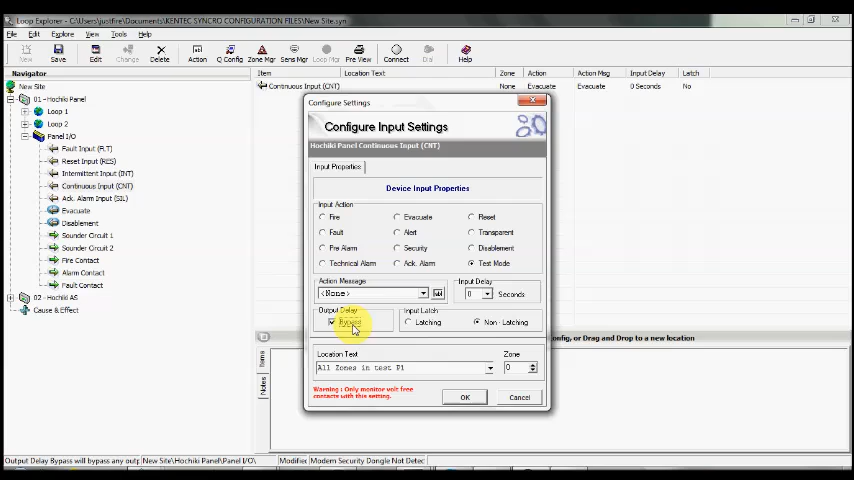 Loop Explorer - C:\Users\justfire\Documents\KENTEC SYNCRO CONFIGURATION FILES\New Site.syn
File Edit Explore View Tools Help
New Save Edit Change Delete Action Q Config Zone Mgr Sens Mgr Loop Mgr Pre View Connect Dial Help
Navigator Item Location Text Zone Action Action Msg Input Delay Latch
New Site
Continuous Input (CNT) None Evacuate Evacuate 0 Seconds No
01 - Hochiki Panel
Loop 1
Loop 2
Panel I/O
Fault Input (FLT)
Reset Input (RES)
Intermittent Input (INT)
Continuous Input (CNT)
Ack. Alarm Input (SIL)
Evacuate
Disablement
Sounder Circuit 1
Sounder Circuit 2
Fire Contact
Alarm Contact
Fault Contact
02 - Hochiki AS
Cause & Effect
Configure Settings
Configure Input Settings
Hochiki Panel Continuous Input (CNT)
Input Properties
Device Input Properties
Input Action
Fire Evacuate Reset
Fault Alert Transparent
Pre Alarm Security Disablement
Technical Alarm Ack. Alarm Test Mode
Action Message Input Delay
<None> 0 Seconds
Output Delay Input Latch
Bypass Latching Non - Latching
Location Text Zone
All Zones in test P1 0
Warning : Only monitor volt free
contacts with this setting.
OK Cancel
Items
Notes
onfig, or Drag and Drop to a new location
Output Delay Bypass will bypass any outp New Site\Hochiki Panel\Panel I/O\ Modified Modern Security Dongle Not Detec